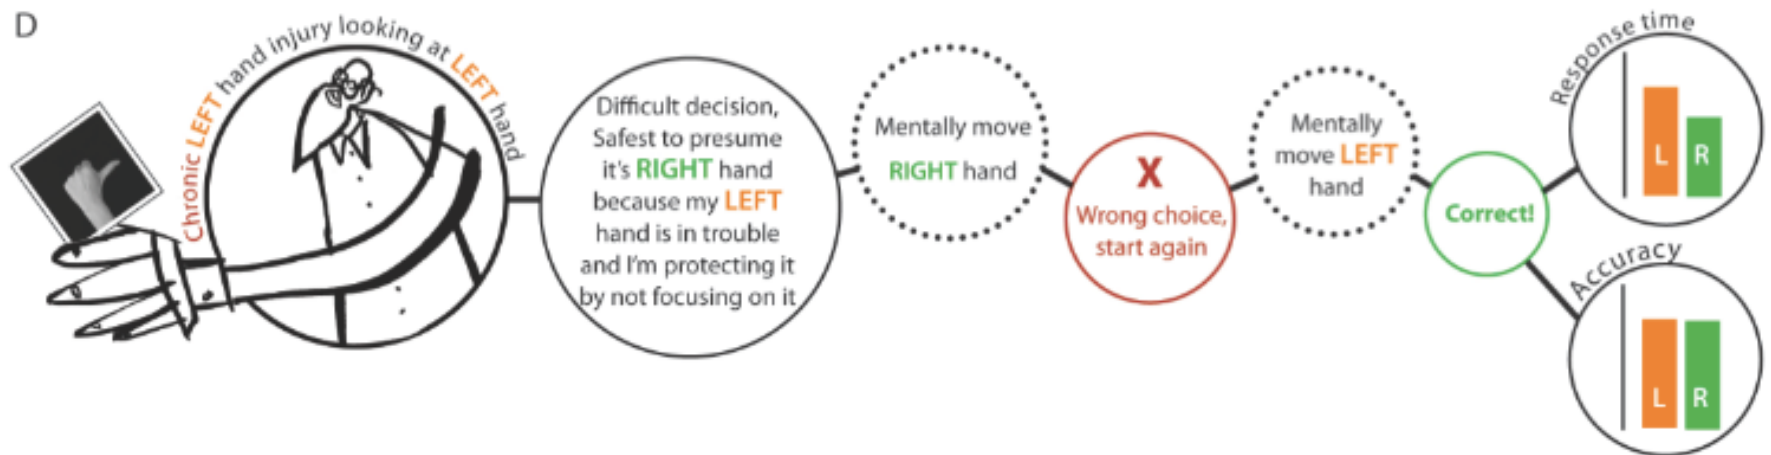 D
Chronic LEFT hand injury looking at LEFT hand
Difficult decision,
Safest to presume
it's RIGHT hand
because my LEFT
hand is in trouble
and I'm protecting it
by not focusing on it
Mentally move
RIGHT hand
X
Wrong choice,
start again
Mentally
move LEFT
hand
Correct!
Response time
L R
Accuracy
L R